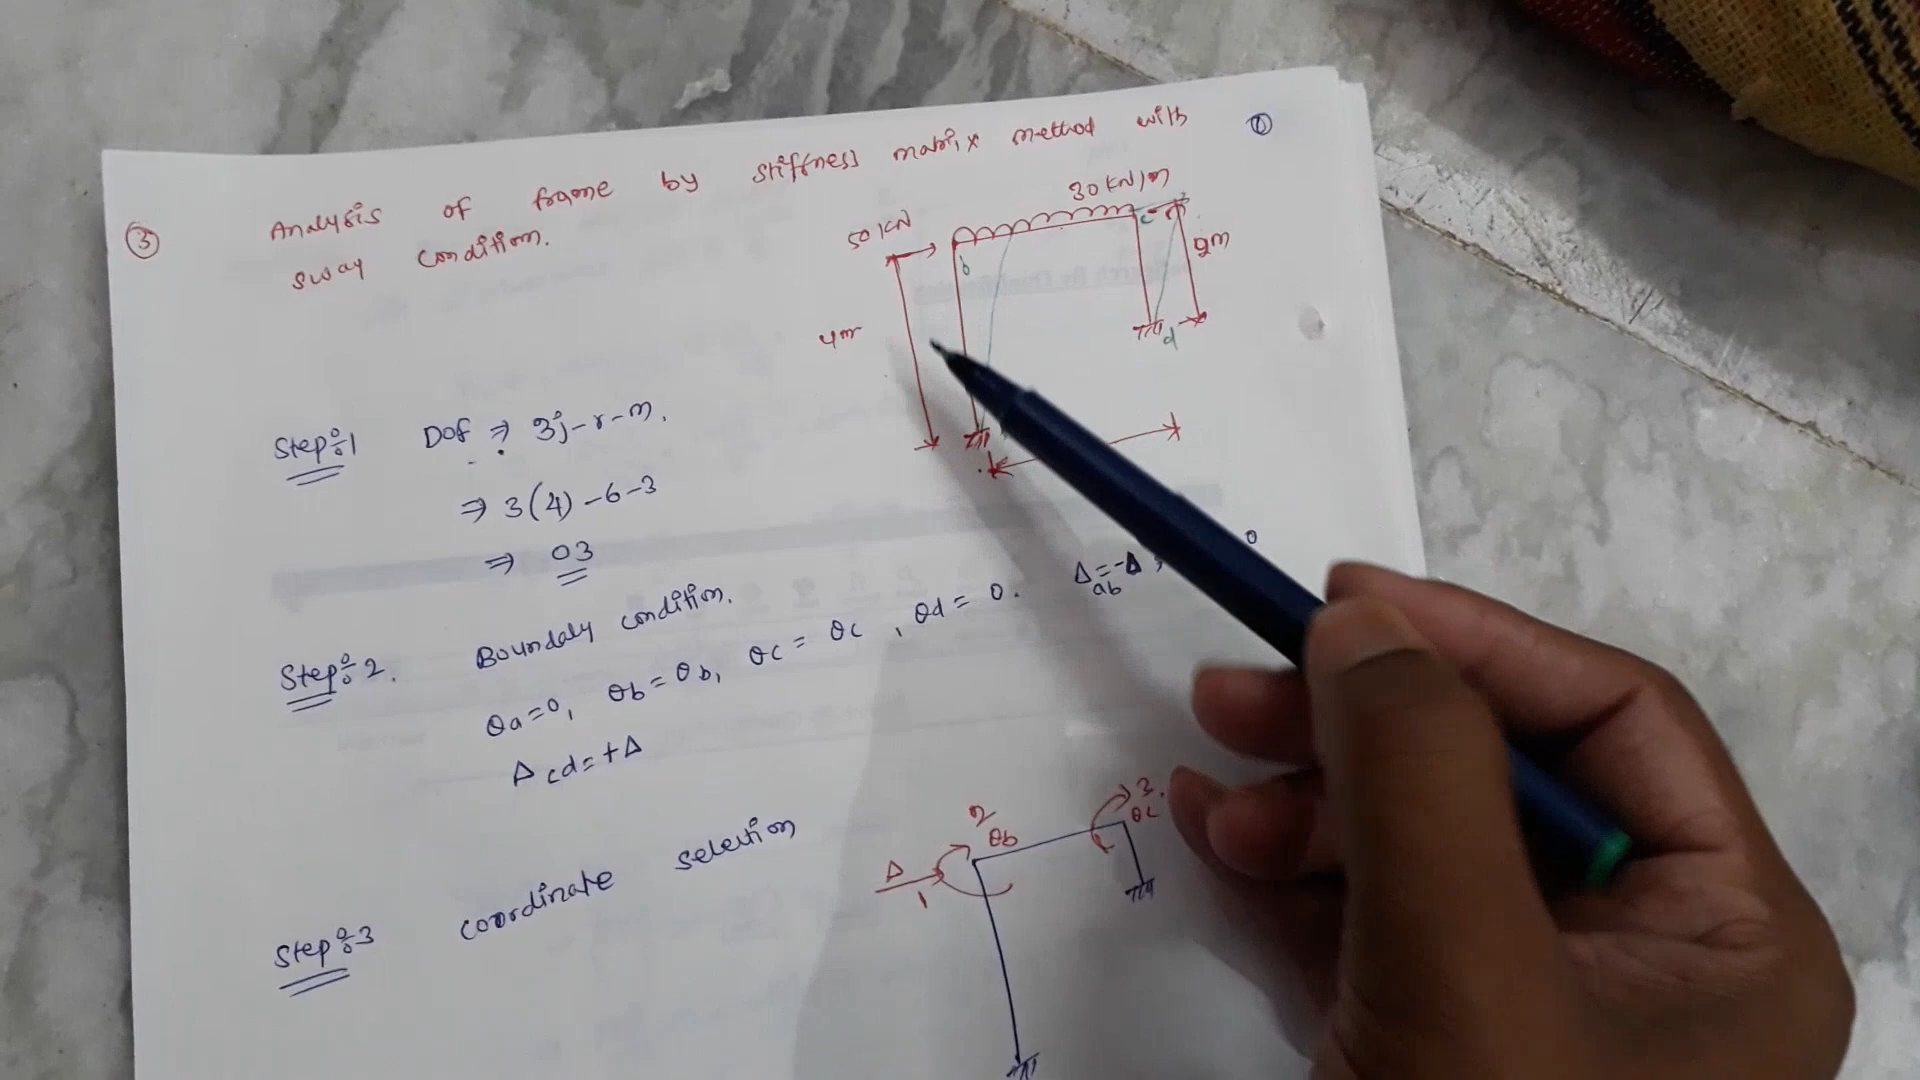 ①
③ Analysis of frame by stiffness matrix method with
sway condition.
50 KN
30 KN/m
b
c
4m
2m
d
Step:1 DOF ⇒ 3j-r-m.
⇒ 3(4)-6-3
⇒ 03
Step:2. Boundary condition.
θa=0, θb=θb, θc=θc, θd=0. Δab=-Δ,
Δcd=+Δ
Step:3 coordinate selection
Δ
1
2
θb
3.
θc